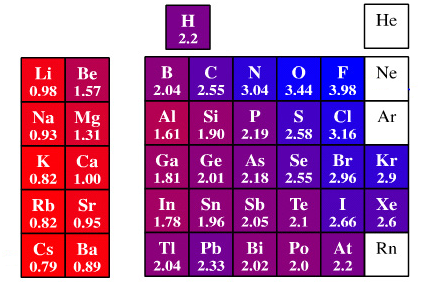 H He
2.2
Li Be B C N O F Ne
0.98 1.57 2.04 2.55 3.04 3.44 3.98
Na Mg Al Si P S Cl Ar
0.93 1.31 1.61 1.90 2.19 2.58 3.16
K Ca Ga Ge As Se Br Kr
0.82 1.00 1.81 2.01 2.18 2.55 2.96 2.9
Rb Sr In Sn Sb Te I Xe
0.82 0.95 1.78 1.96 2.05 2.1 2.66 2.6
Cs Ba Tl Pb Bi Po At Rn
0.79 0.89 2.04 2.33 2.02 2.0 2.2